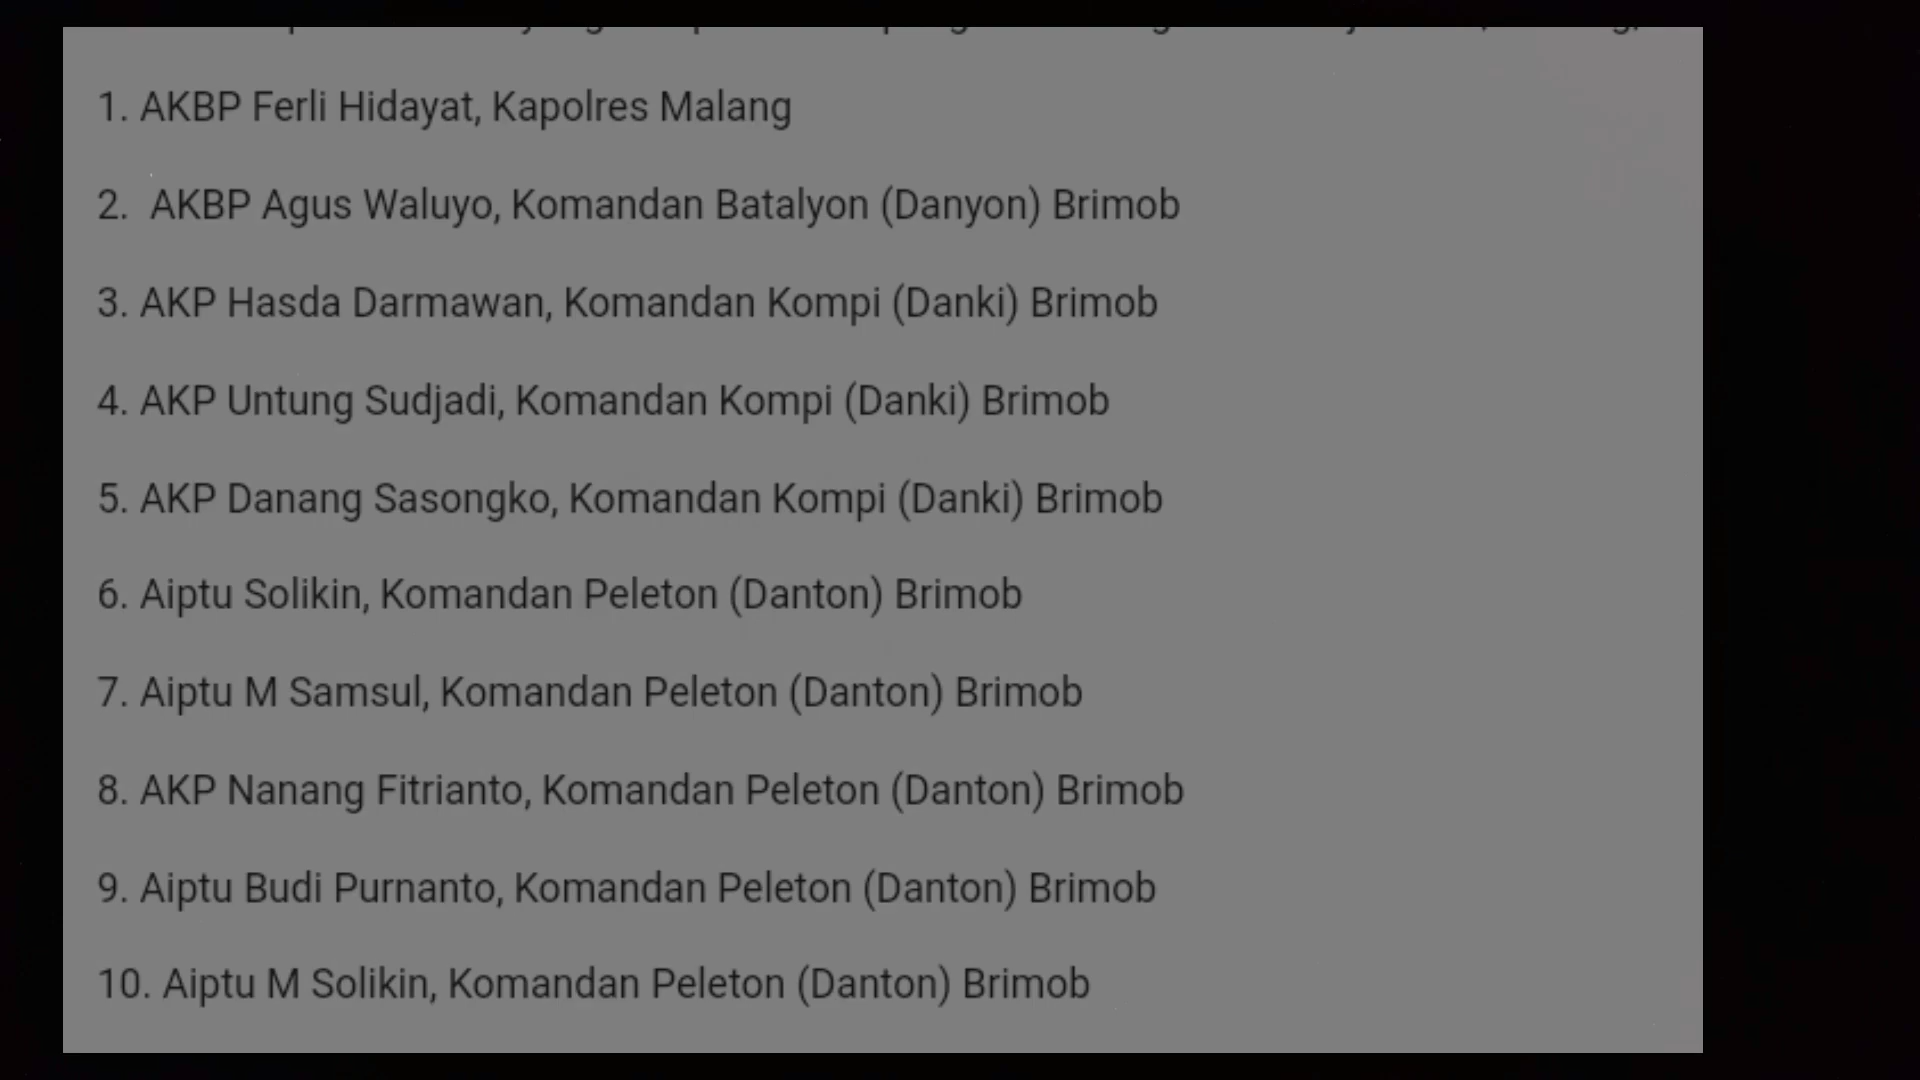 1. AKBP Ferli Hidayat, Kapolres Malang
2. AKBP Agus Waluyo, Komandan Batalyon (Danyon) Brimob
3. AKP Hasda Darmawan, Komandan Kompi (Danki) Brimob
4. AKP Untung Sudjadi, Komandan Kompi (Danki) Brimob
5. AKP Danang Sasongko, Komandan Kompi (Danki) Brimob
6. Aiptu Solikin, Komandan Peleton (Danton) Brimob
7. Aiptu M Samsul, Komandan Peleton (Danton) Brimob
8. AKP Nanang Fitrianto, Komandan Peleton (Danton) Brimob
9. Aiptu Budi Purnanto, Komandan Peleton (Danton) Brimob
10. Aiptu M Solikin, Komandan Peleton (Danton) Brimob